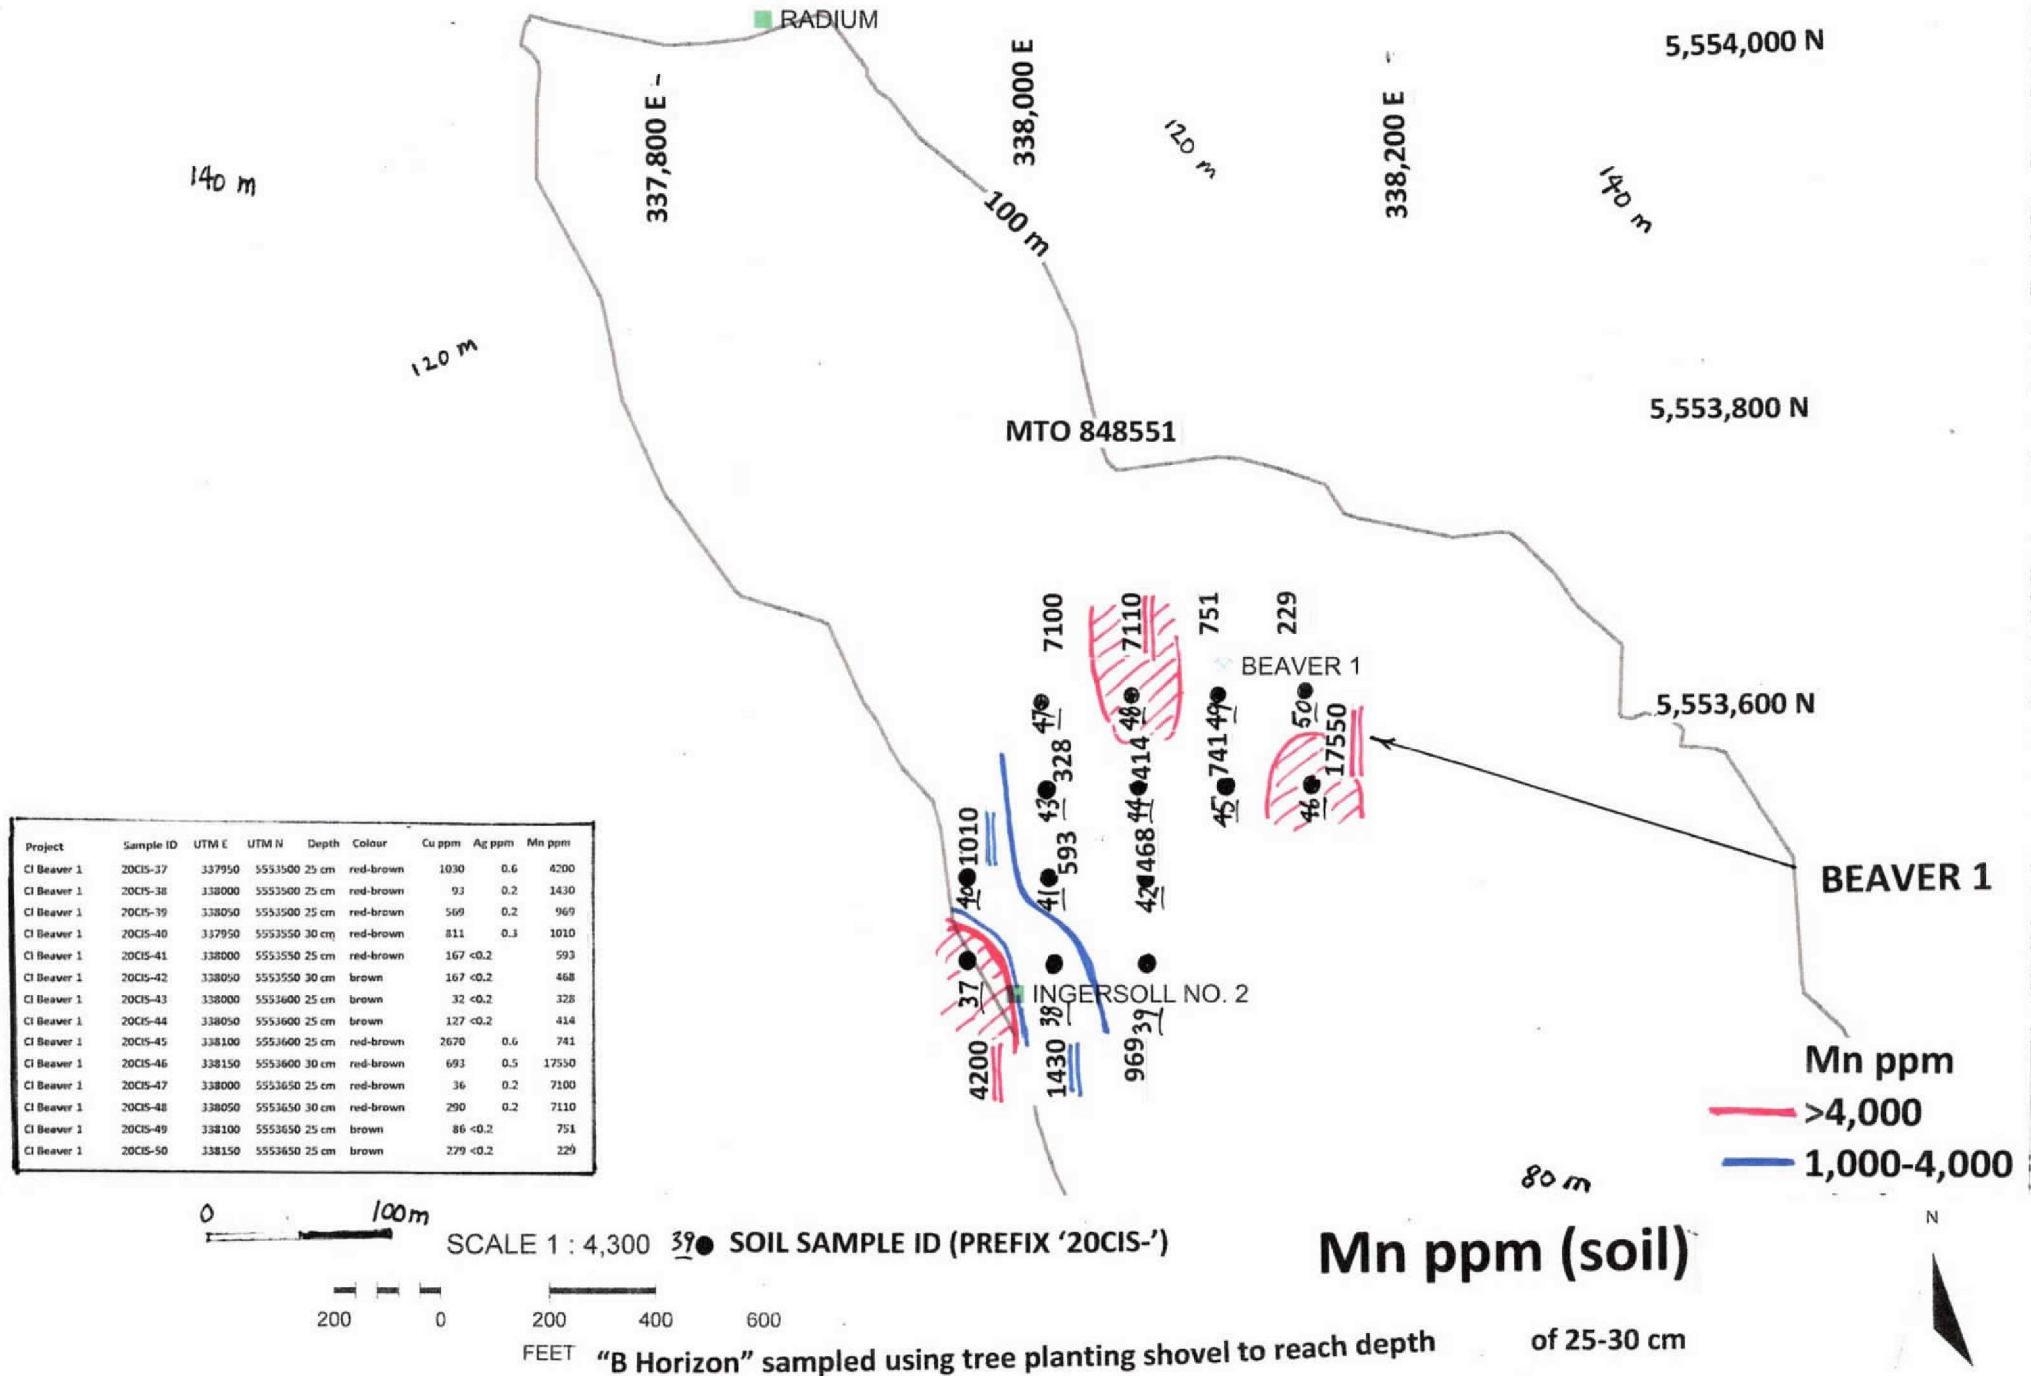 RADIUM
5,554,000 N
337,800 E
338,000 E
338,200 E
120 m
140 m
140 m
100 m
120 m
5,553,800 N
MTO 848551
7100
7110
751
229
BEAVER 1
5,553,600 N
47
48
49
50
328
414
741
17550
43
44
45
46
1010
593
468
BEAVER 1
40
41
42
37
INGERSOLL NO. 2
38
39
4200
1430
969
Project Sample ID UTM E UTM N Depth Colour Cu ppm Ag ppm Mn ppm
CI Beaver 1 20CIS-37 337950 5553500 25 cm red-brown 1030 0.6 4200
CI Beaver 1 20CIS-38 338000 5553500 25 cm red-brown 93 0.2 1430
CI Beaver 1 20CIS-39 338050 5553500 25 cm red-brown 569 0.2 969
CI Beaver 1 20CIS-40 337950 5553550 30 cm red-brown 811 0.3 1010
CI Beaver 1 20CIS-41 338000 5553550 25 cm red-brown 167 <0.2 593
CI Beaver 1 20CIS-42 338050 5553550 30 cm brown 167 <0.2 468
CI Beaver 1 20CIS-43 338000 5553600 25 cm brown 32 <0.2 328
CI Beaver 1 20CIS-44 338050 5553600 25 cm brown 127 <0.2 414
CI Beaver 1 20CIS-45 338100 5553600 25 cm red-brown 2670 0.6 741
CI Beaver 1 20CIS-46 338150 5553600 30 cm red-brown 693 0.5 17550
CI Beaver 1 20CIS-47 338000 5553650 25 cm red-brown 36 0.2 7100
CI Beaver 1 20CIS-48 338050 5553650 30 cm red-brown 290 0.2 7110
CI Beaver 1 20CIS-49 338100 5553650 25 cm brown 86 <0.2 751
CI Beaver 1 20CIS-50 338150 5553650 25 cm brown 279 <0.2 229
Mn ppm
>4,000
1,000-4,000
80 m
0 100m
SCALE 1 : 4,300 39 SOIL SAMPLE ID (PREFIX ‘20CIS-’)
Mn ppm (soil)
N
200 0 200 400 600
FEET
“B Horizon” sampled using tree planting shovel to reach depth of 25-30 cm